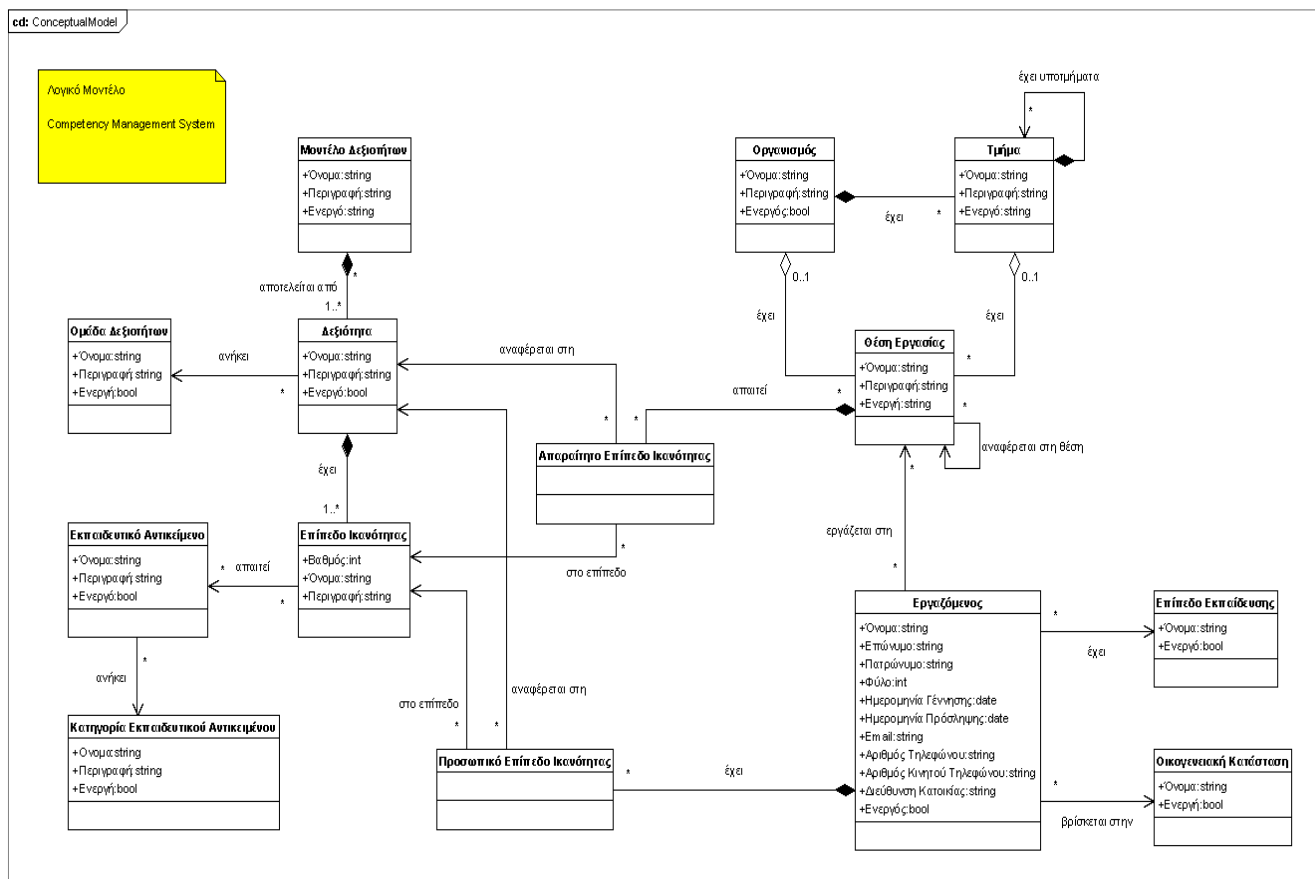 cd: ConceptualModel
Λογικό Μοντέλο
Competency Management System
έχει υποτμήματα
*
Μοντέλο Δεξιοτήτων
+Όνομα:string
+Περιγραφή:string
+Ενεργό:string
Οργανισμός
+Όνομα:string
+Περιγραφή:string
+Ενεργός:bool
Τμήμα
+Όνομα:string
+Περιγραφή:string
+Ενεργό:string
έχει
*
*
αποτελείται από
1..*
0..1
έχει
0..1
έχει
*
Ομάδα Δεξιοτήτων
+Όνομα:string
+Περιγραφή:string
+Ενεργή:bool
ανήκει
*
Δεξιότητα
+Όνομα:string
+Περιγραφή:string
+Ενεργό:bool
αναφέρεται στη
*
Θέση Εργασίας
+Όνομα:string
+Περιγραφή:string
+Ενεργή:string
απαιτεί
*
*
*
αναφέρεται στη θέση
*
Απαραίτητο Επίπεδο Ικανότητας
έχει
1..*
Εκπαιδευτικό Αντικείμενο
+Όνομα:string
+Περιγραφή:string
+Ενεργό:bool
* απαιτεί
*
Επίπεδο Ικανότητας
+Βαθμός:int
+Όνομα:string
+Περιγραφή:string
*
στο επίπεδο
εργάζεται στη
*
Εργαζόμενος
+Όνομα:string
+Επώνυμο:string
+Πατρώνυμο:string
+Φύλο:int
+Ημερομηνία Γέννησης:date
+Ημερομηνία Πρόσληψης:date
+Email:string
+Αριθμός Τηλεφώνου:string
+Αριθμός Κινητού Τηλεφώνου:string
+Διεύθυνση Κατοικίας:string
+Ενεργός:bool
*
έχει
Επίπεδο Εκπαίδευσης
+Όνομα:string
+Ενεργό:bool
*
ανήκει
Κατηγορία Εκπαιδευτικού Αντικειμένου
+Ονομα:string
+Περιγραφή:string
+Ενεργή:bool
στο επίπεδο
*
αναφέρεται στη
*
Προσωπικό Επίπεδο Ικανότητας
*
έχει
*
βρίσκεται στην
Οικογενειακή Κατάσταση
+Όνομα:string
+Ενεργή:bool